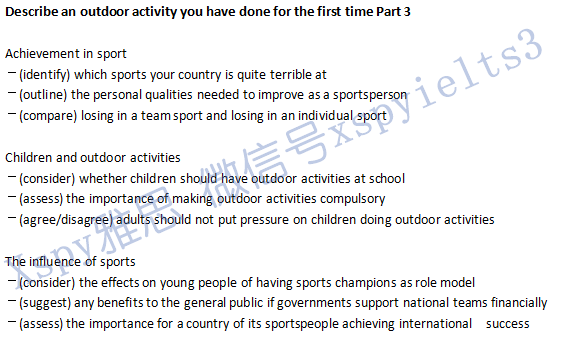 Describe an outdoor activity you have done for the first time Part 3
Achievement in sport
— (identify) which sports your country is quite terrible at
— (outline) the personal qualities needed to improve as a sportsperson
— (compare) losing in a team sport and losing in an individual sport
Children and outdoor activities
— (consider) whether children should have outdoor activities at school
— (assess) the importance of making outdoor activities compulsory
— (agree/disagree) adults should not put pressure on children doing outdoor activities
The influence of sports
— (consider) the effects on young people of having sports champions as role model
— (suggest) any benefits to the general public if governments support national teams financially
— (assess) the importance for a country of its sportspeople achieving international success
Xspy雅思 微信号xspyielts3